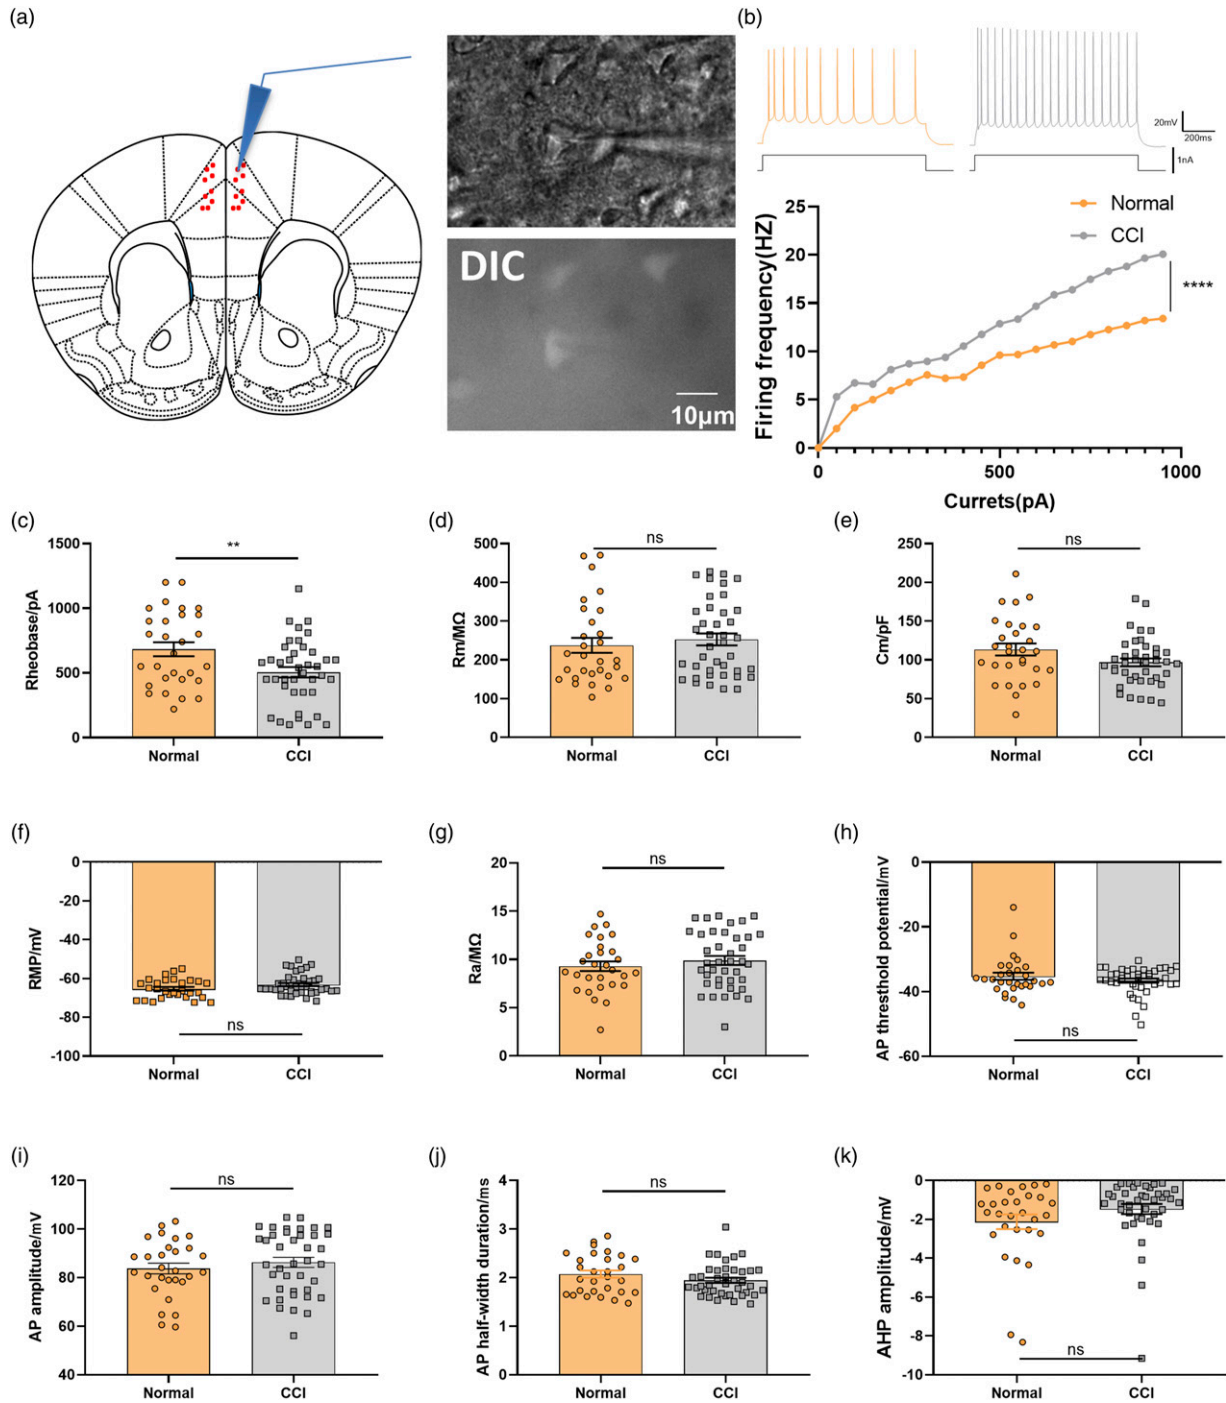 (a)
DIC
10μm
(b)
20mV
200ms
1nA
Normal
CCI
Firing frequency(HZ)
25
20
15
10
5
0
****
0
500
1000
Currets(pA)
(c)
Rheobase/pA
1500
1000
500
0
**
Normal
CCI
(d)
Rm/MΩ
500
400
300
200
100
0
ns
Normal
CCI
(e)
Cm/pF
250
200
150
100
50
0
ns
Normal
CCI
(f)
RMP/mV
0
-20
-40
-60
-80
-100
ns
Normal
CCI
(g)
Ra/MΩ
20
15
10
5
0
ns
Normal
CCI
(h)
AP thresthold potential/mV
0
-20
-40
-60
ns
Normal
CCI
(i)
AP amplitude/mV
120
100
80
60
40
ns
Normal
CCI
(j)
AP half-width duration/ms
4
3
2
1
0
ns
Normal
CCI
(k)
AHP amplitude/mV
0
-2
-4
-6
-8
-10
ns
Normal
CCI